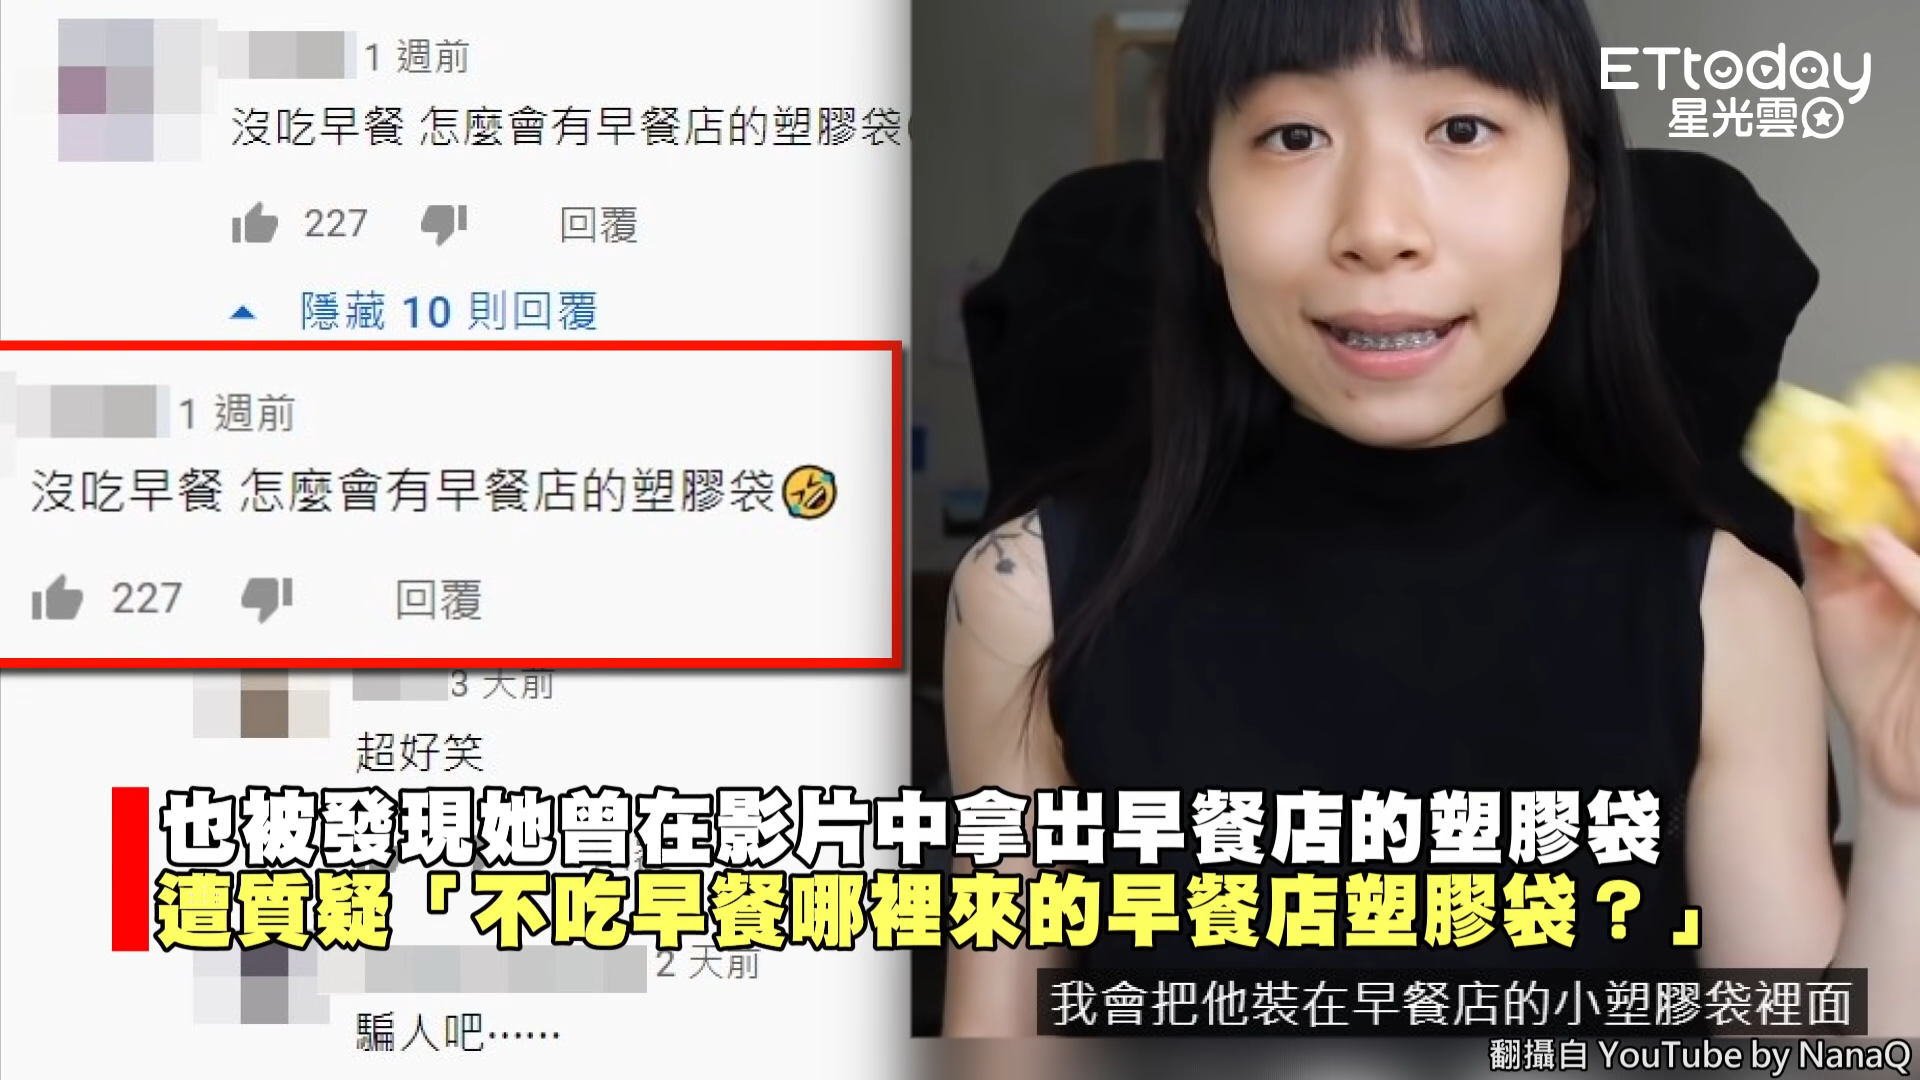 1 週前
沒吃早餐 怎麼會有早餐店的塑膠袋
227 回覆
隱藏 10 則回覆
1 週前
沒吃早餐 怎麼會有早餐店的塑膠袋🤣
227 回覆
3 天前
超好笑
也被發現她曾在影片中拿出早餐店的塑膠袋
遭質疑「不吃早餐哪裡來的早餐店塑膠袋？」
2 天前
騙人吧⋯⋯
ETtoday
星光雲
我會把他裝在早餐店的小塑膠袋裡面
翻攝自 YouTube by NanaQ